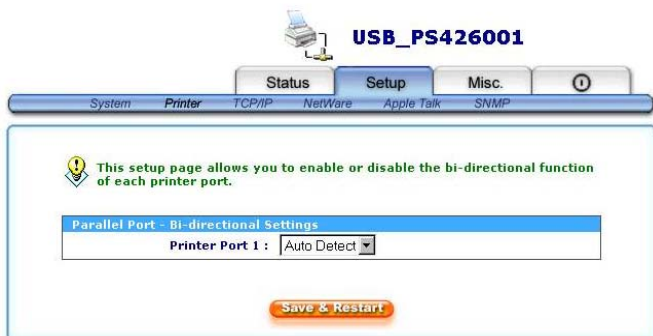 USB_PS426001
Status Setup Misc.
System Printer TCP/IP NetWare Apple Talk SNMP
This setup page allows you to enable or disable the bi-directional function
of each printer port.
Parallel Port - Bi-directional Settings
Printer Port 1 : Auto Detect
Save & Restart